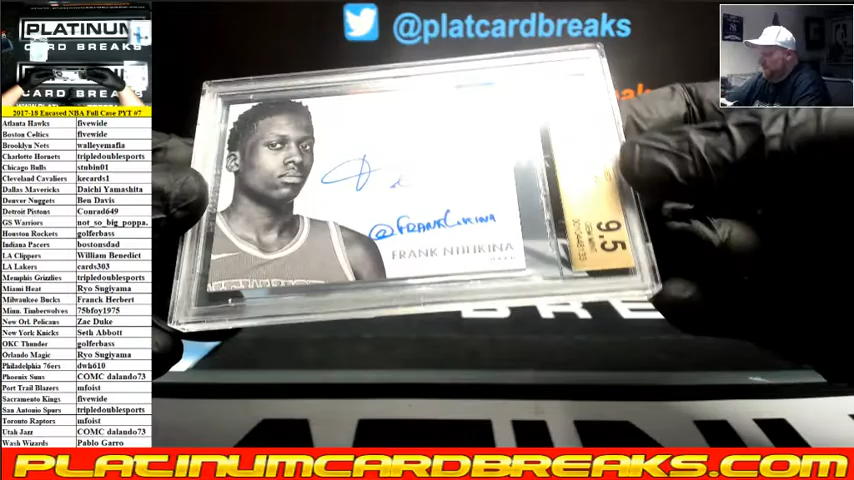 PLATINUM
CARD BREAKS
CARD BREAKS
@platcardbreaks
2017-18 Encased NBA Full Case PYT #7
Atlanta Hawks fivewide
Boston Celtics fivewide
Brooklyn Nets walleyemafia
Charlotte Hornets tripledoublesports
Chicago Bulls stubin01
Cleveland Cavaliers kecards1
Dallas Mavericks Daichi Yamashita
Denver Nuggets Ben Davis
Detroit Pistons Conrad649
GS Warriors not_so_big_poppa.
Houston Rockets golferbass
Indiana Pacers bostonsdad
LA Clippers William Benedict
LA Lakers cards303
Memphis Grizzlies tripledoublesports
Miami Heat Ryo Sugiyama
Milwaukee Bucks Franck Herbert
Minn. Timberwolves 75bfoy1975
New Orl. Pelicans Zac Duke
New York Knicks Seth Abbott
OKC Thunder golferbass
Orlando Magic Ryo Sugiyama
Philadelphia 76ers dwh610
Phoenix Suns COMC dalando73
Port Trail Blazers mfoist
Sacramento Kings fivewide
San Antonio Spurs tripledoublesports
Toronto Raptors mfoist
Utah Jazz COMC dalando73
Wash Wizards Pablo Garro
@FRANKLIKINA
FRANK NTILIKINA
9.5
GEM MINT
PLATINUMCARDBREAKS.COM